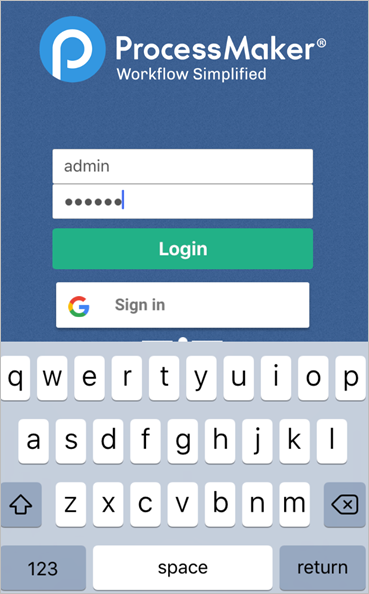 ProcessMaker®
Workflow Simplified
admin
••••••
Login
Sign in
q w e r t y u i o p
a s d f g h j k l
z x c v b n m
123 space return